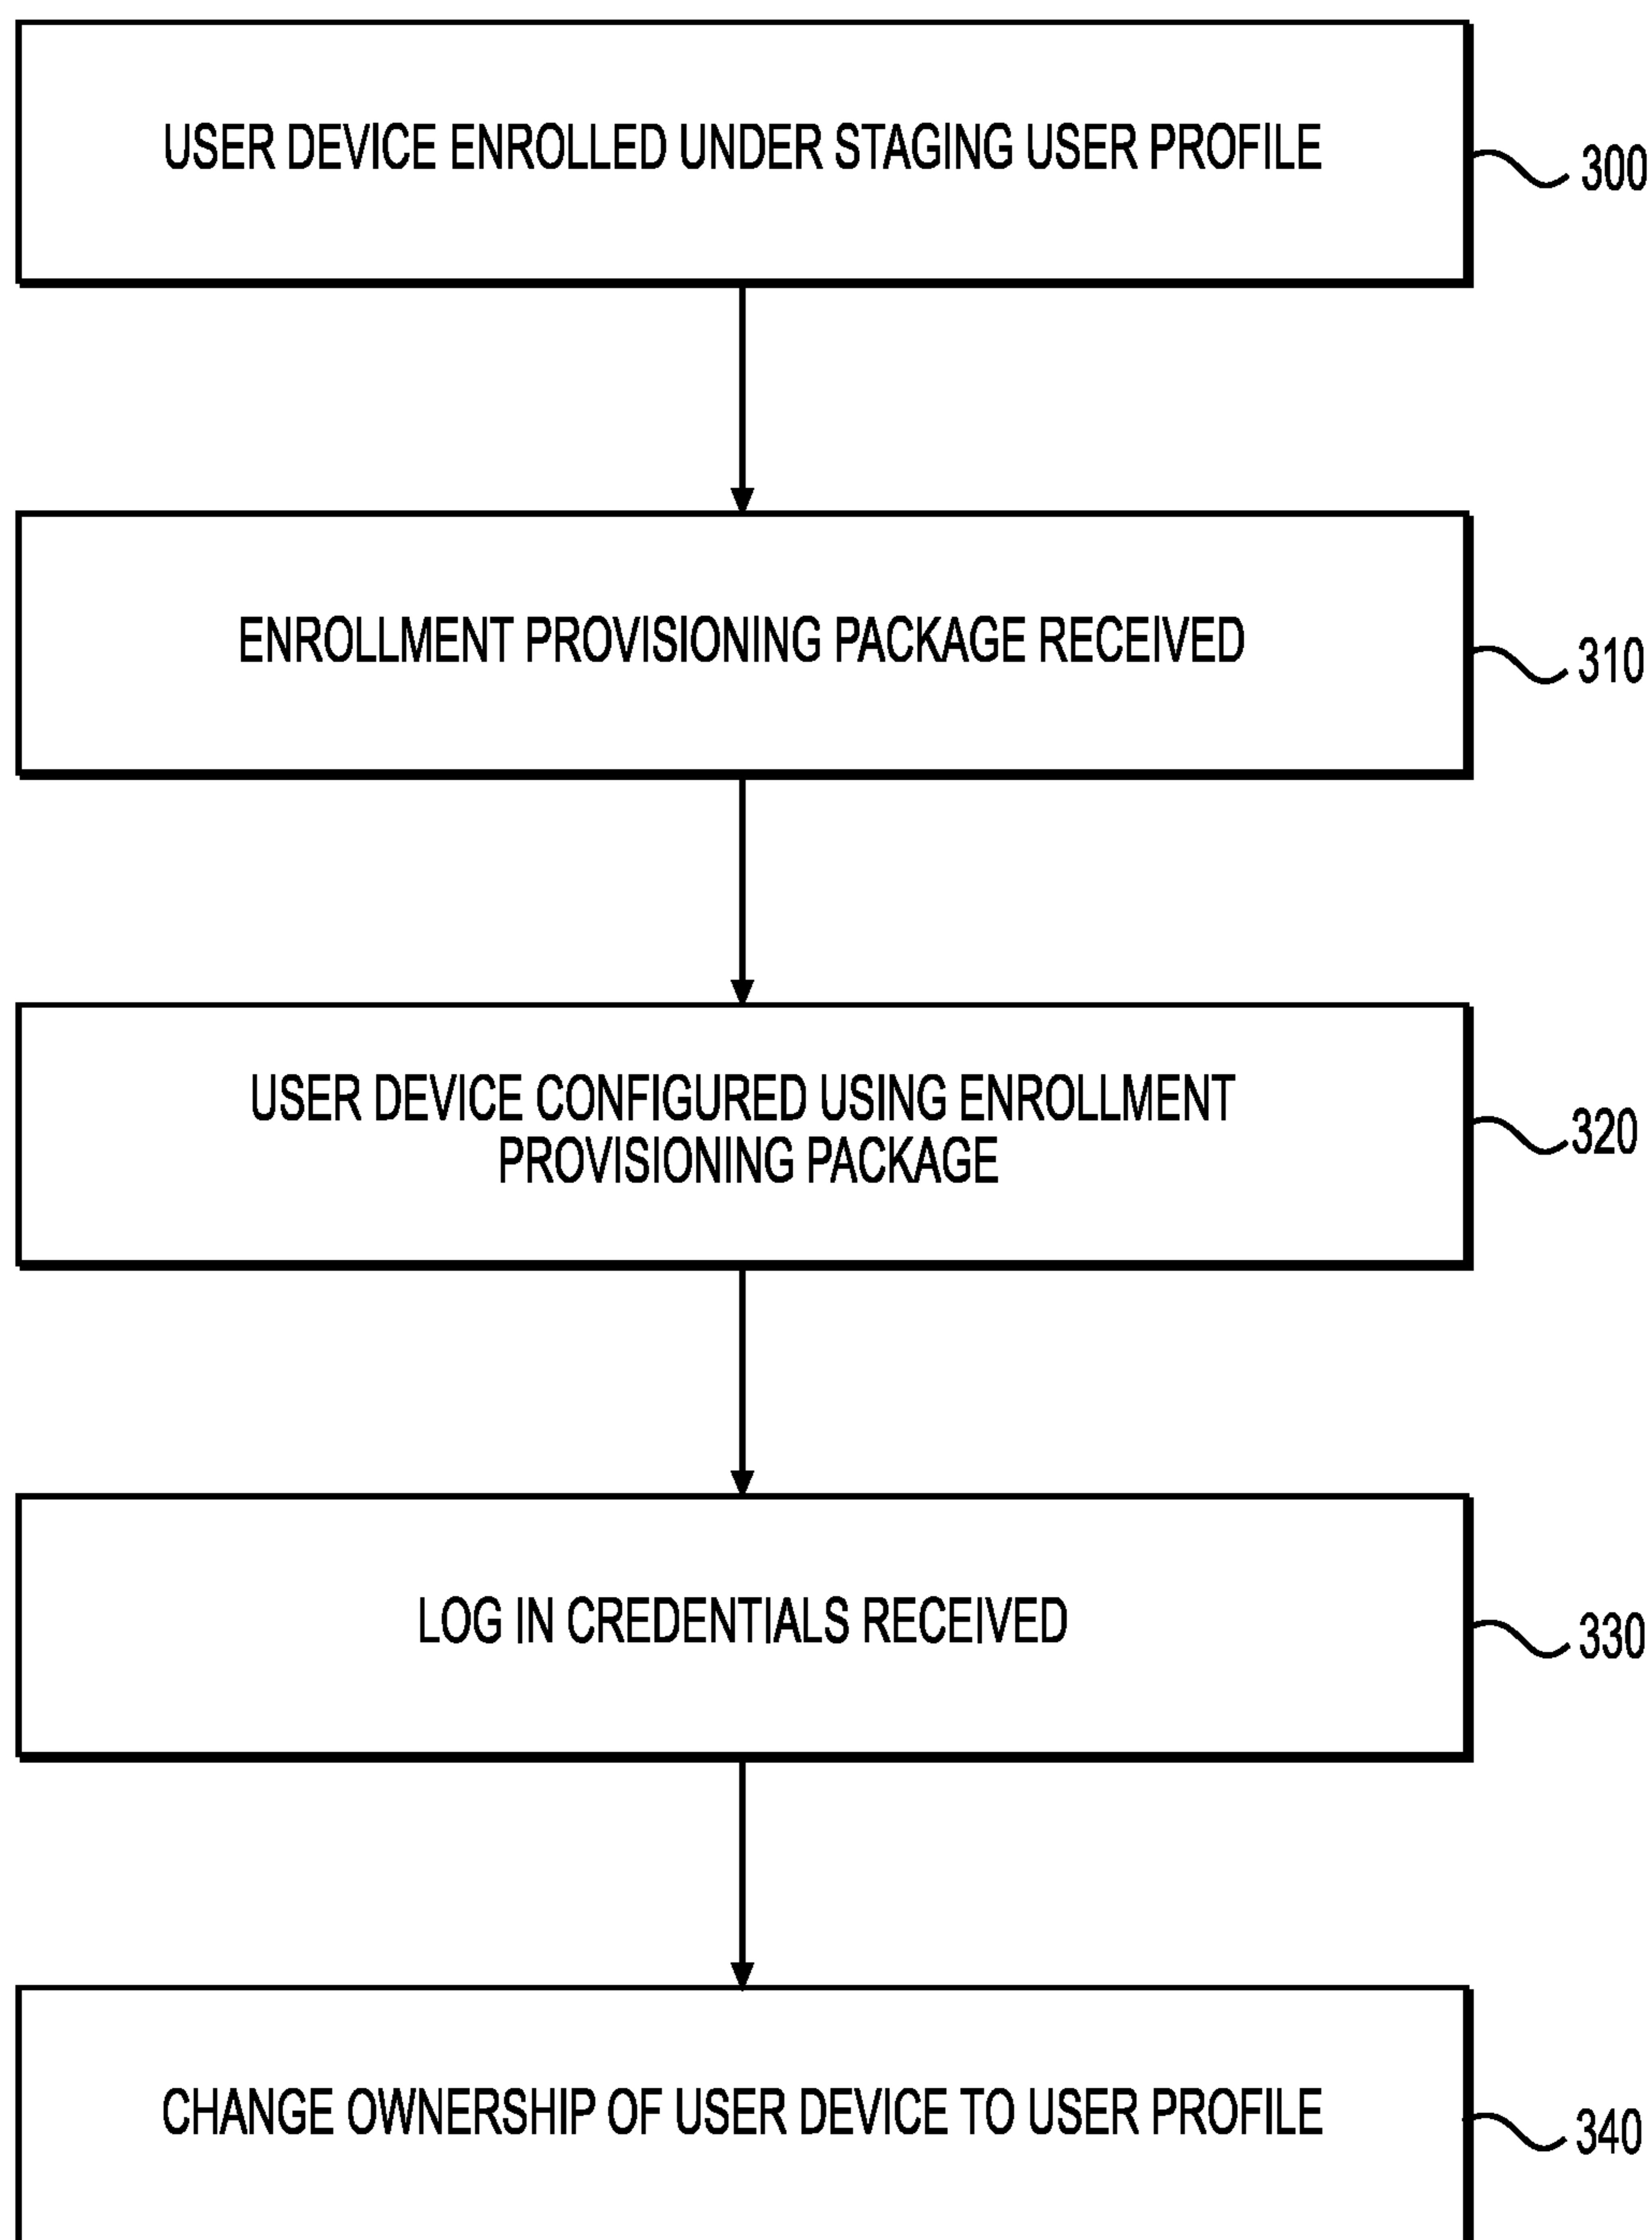 USER DEVICE ENROLLED UNDER STAGING USER PROFILE
300
ENROLLMENT PROVISIONING PACKAGE RECEIVED
310
USER DEVICE CONFIGURED USING ENROLLMENT
PROVISIONING PACKAGE
320
LOG IN CREDENTIALS RECEIVED
330
CHANGE OWNERSHIP OF USER DEVICE TO USER PROFILE
340